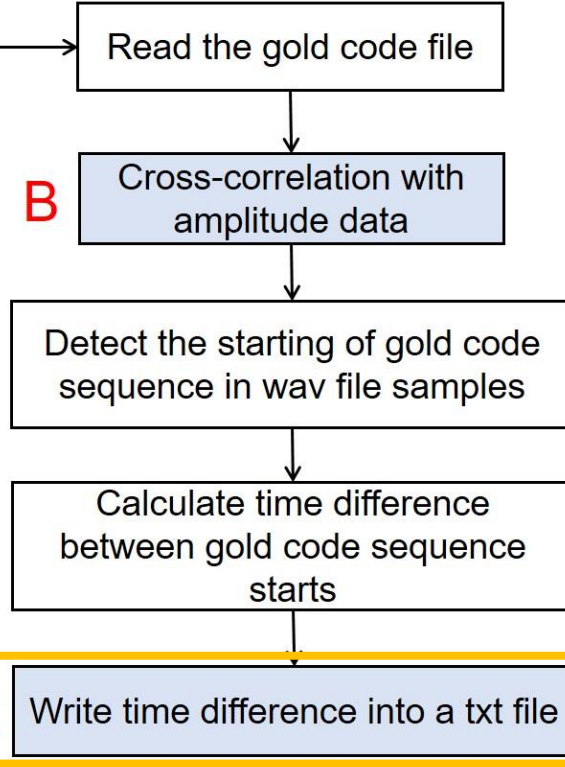 Read the gold code file
B
Cross-correlation with
amplitude data
Detect the starting of gold code
sequence in wav file samples
Calculate time difference
between gold code sequence
starts
Write time difference into a txt file